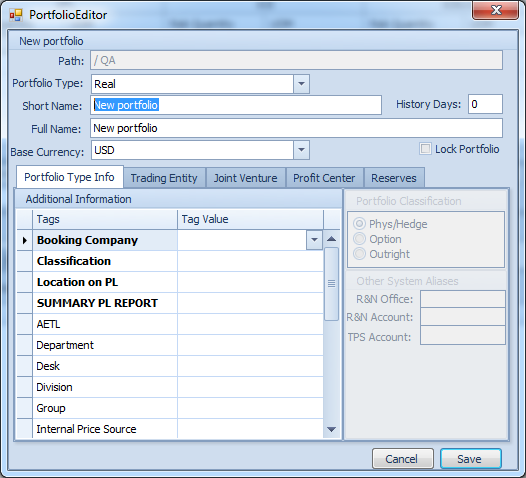 PortfolioEditor
New portfolio
Path: / QA
Portfolio Type: Real
Short Name: New portfolio History Days: 0
Full Name: New portfolio
Base Currency: USD Lock Portfolio
Portfolio Type Info Trading Entity Joint Venture Profit Center Reserves
Additional Information
Tags Tag Value
Booking Company
Classification
Location on PL
SUMMARY PL REPORT
AETL
Department
Desk
Division
Group
Internal Price Source
Portfolio Classification
Phys/Hedge
Option
Outright
Other System Aliases
R&N Office:
R&N Account:
TPS Account:
Cancel Save